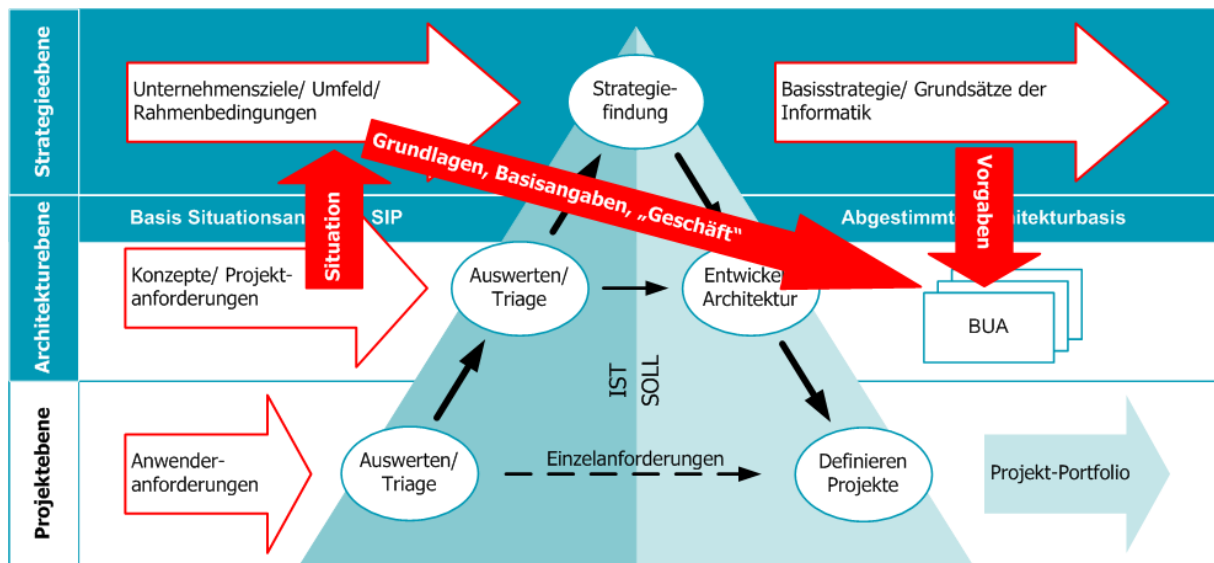 Strategieebene
Unternehmensziele/ Umfeld/
Rahmenbedingungen
Strategie-
findung
Basisstrategie/ Grundsätze der
Informatik
Grundlagen, Basisangaben, „Geschäft“
Situation
Vorgaben
Architekturebene
Basis Situationsan SIP
Abgestimmt chitekturbasis
Konzepte/ Projekt-
anforderungen
Auswerten/
Triage
Entwickeln
Architektur
BUA
IST
SOLL
Projektebene
Anwender-
anforderungen
Auswerten/
Triage
Einzelanforderungen
Definieren
Projekte
Projekt-Portfolio